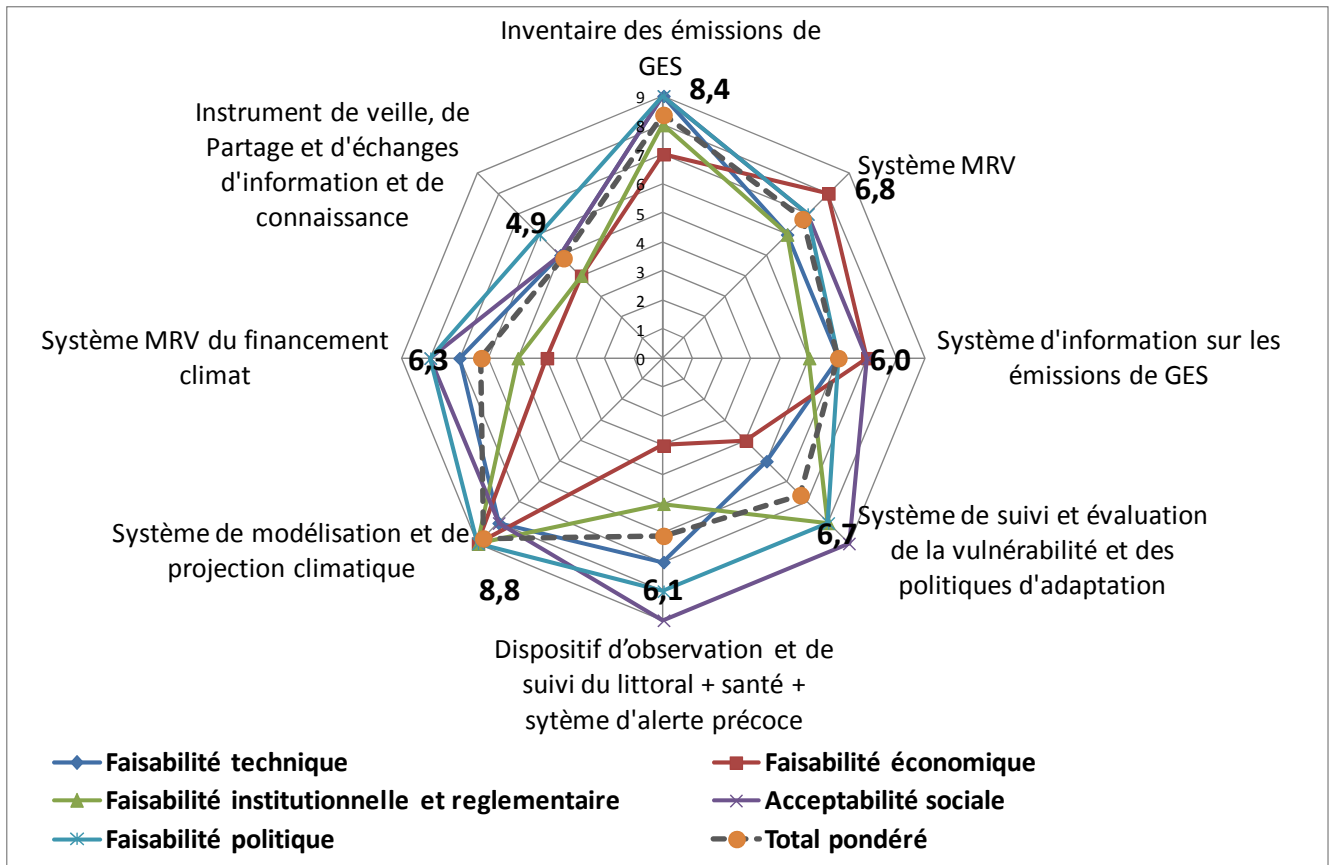 Inventaire des émissions de
GES
8,4
Instrument de veille, de
Partage et d'échanges
d'information et de
connaissance
4,9
Système MRV
6,8
9
8
7
6
5
4
3
2
1
0
Système MRV du financement
climat
6,3
6,0
Système d'information sur les
émissions de GES
Système de modélisation et de
projection climatique
8,8
6,1
6,7
Système de suivi et évaluation
de la vulnérabilité et des
politiques d'adaptation
Dispositif d’observation et de
suivi du littoral + santé +
sytème d'alerte précoce
Faisabilité technique
Faisabilité économique
Faisabilité institutionnelle et reglementaire
Acceptabilité sociale
Faisabilité politique
Total pondéré